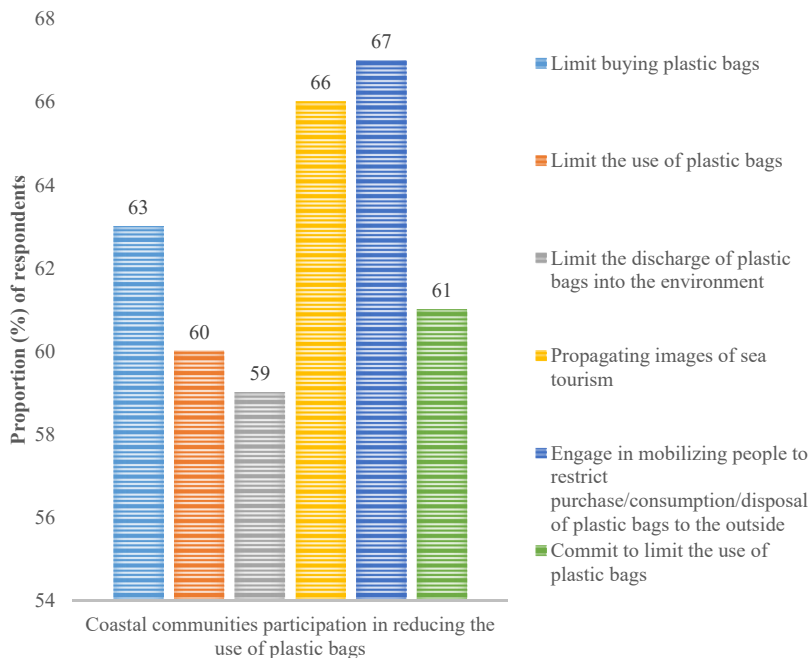 Proportion (%) of respondents
68
66
64
62
60
58
56
54
63
60
59
66
67
61
Coastal communities participation in reducing the
use of plastic bags
Limit buying plastic bags
Limit the use of plastic bags
Limit the discharge of plastic
bags into the environment
Propagating images of sea
tourism
Engage in mobilizing people to
restrict
purchase/consumption/disposal
of plastic bags to the outside
Commit to limit the use of
plastic bags